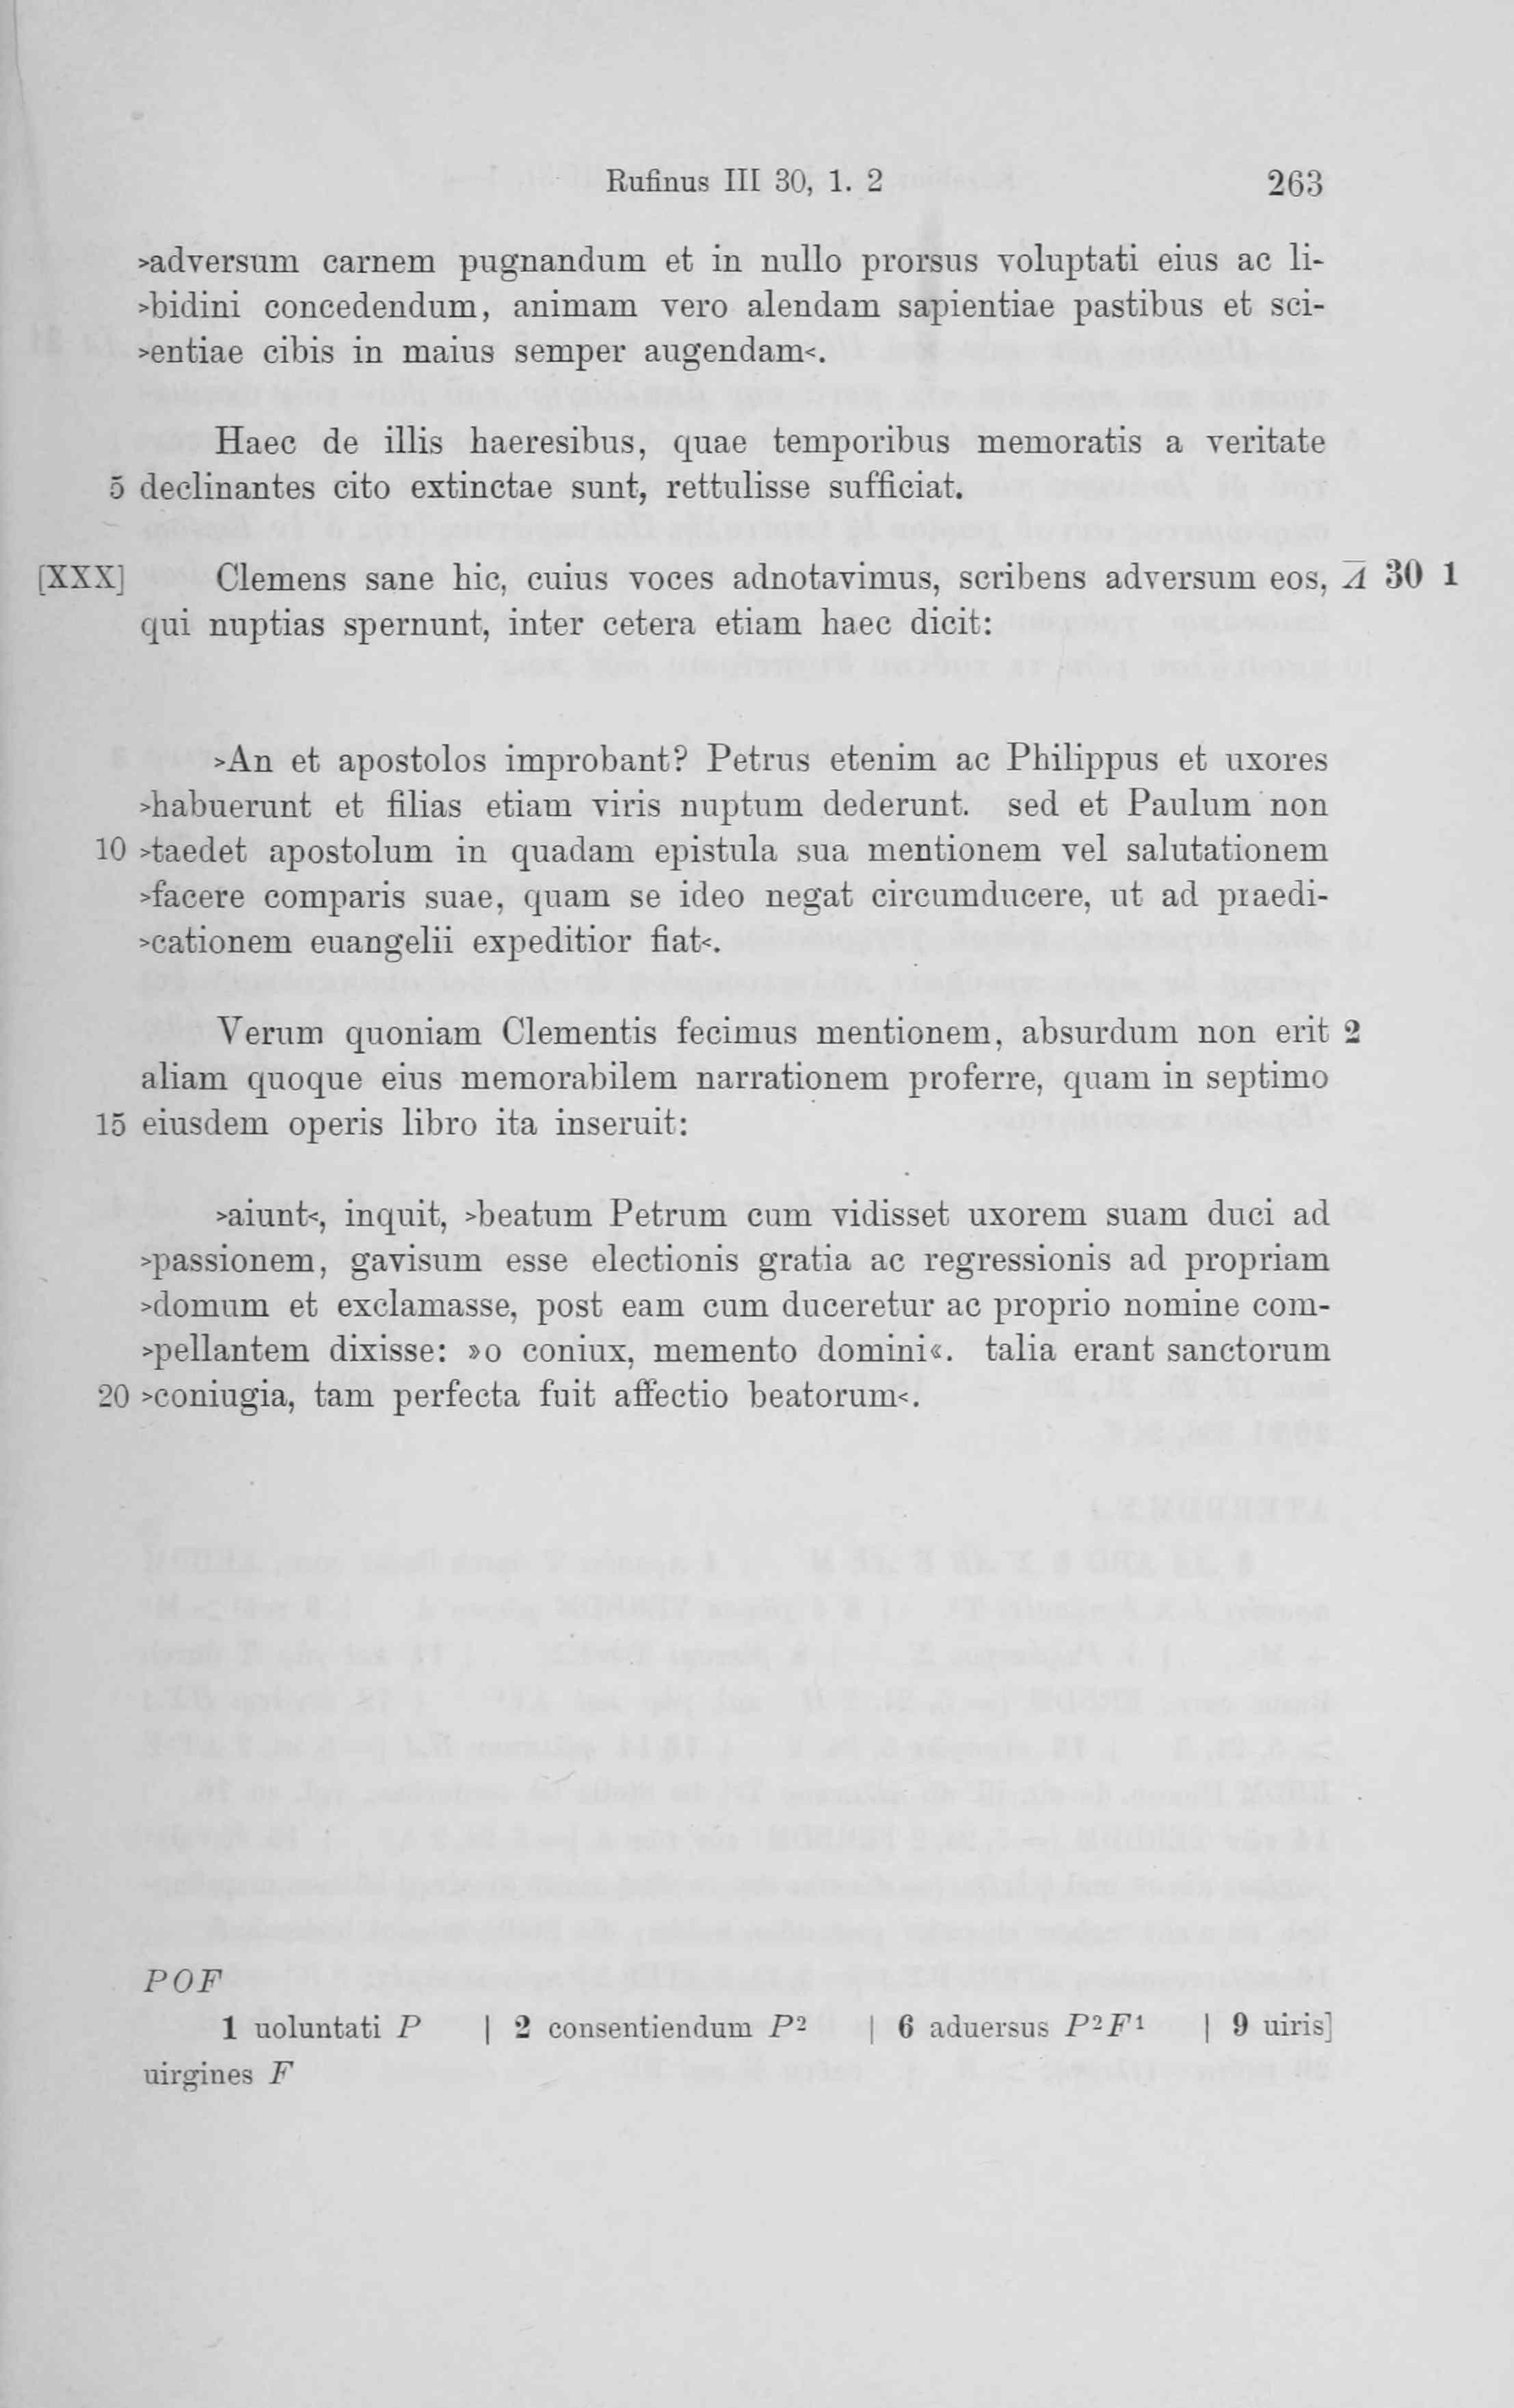 Rufinus III 30, 1. 2 263
>adversum carnem pugnandum et in nullo prorsus voluptati eius ac li-
>bidini concedendum, animam vero alendam sapientiae pastibus et sci-
>entiae cibis in maius semper augendam<.
Haec de illis haeresibus, quae temporibus memoratis a veritate
5 declinantes cito extinctae sunt, rettulisse sufficiat.
[XXX] Clemens sane hic, cuius voces adnotavimus, scribens adversum eos, Λ̄ 30 1
qui nuptias spernunt, inter cetera etiam haec dicit:
>An et apostolos improbant? Petrus etenim ac Philippus et uxores
>habuerunt et filias etiam viris nuptum dederunt. sed et Paulum non
10 >taedet apostolum in quadam epistula sua mentionem vel salutationem
>facere comparis suae, quam se ideo negat circumducere, ut ad praedi-
>cationem euangelii expeditior fiat<.
Verum quoniam Clementis fecimus mentionem, absurdum non erit 2
aliam quoque eius memorabilem narrationem proferre, quam in septimo
15 eiusdem operis libro ita inseruit:
>aiunt<, inquit, >beatum Petrum cum vidisset uxorem suam duci ad
>passionem, gavisum esse electionis gratia ac regressionis ad propriam
>domum et exclamasse, post eam cum duceretur ac proprio nomine com-
>pellantem dixisse: »o coniux, memento domini«. talia erant sanctorum
20 >coniugia, tam perfecta fuit affectio beatorum<.
POF
1 uoluntati P | 2 consentiendum P² | 6 aduersus P²F¹ | 9 uiris]
uirgines F